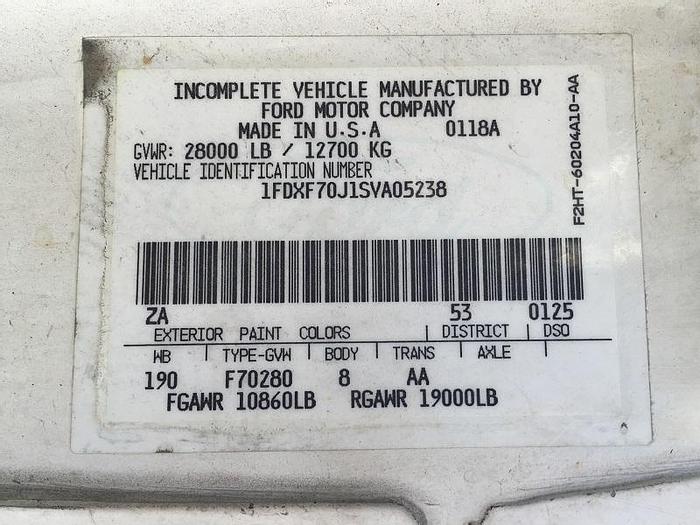 INCOMPLETE VEHICLE MANUFACTURED BY
FORD MOTOR COMPANY
MADE IN U.S.A 0118A
GVWR: 28000 LB / 12700 KG
VEHICLE IDENTIFICATION NUMBER
1FDXF70J1SVA05238
F2HT-60204A10-AA
ZA 53 0125
EXTERIOR PAINT COLORS | DISTRICT | DSO
WB | TYPE-GVW | BODY | TRANS | AXLE
190 F70280 8 AA
FGAWR 10860LB RGAWR 19000LB